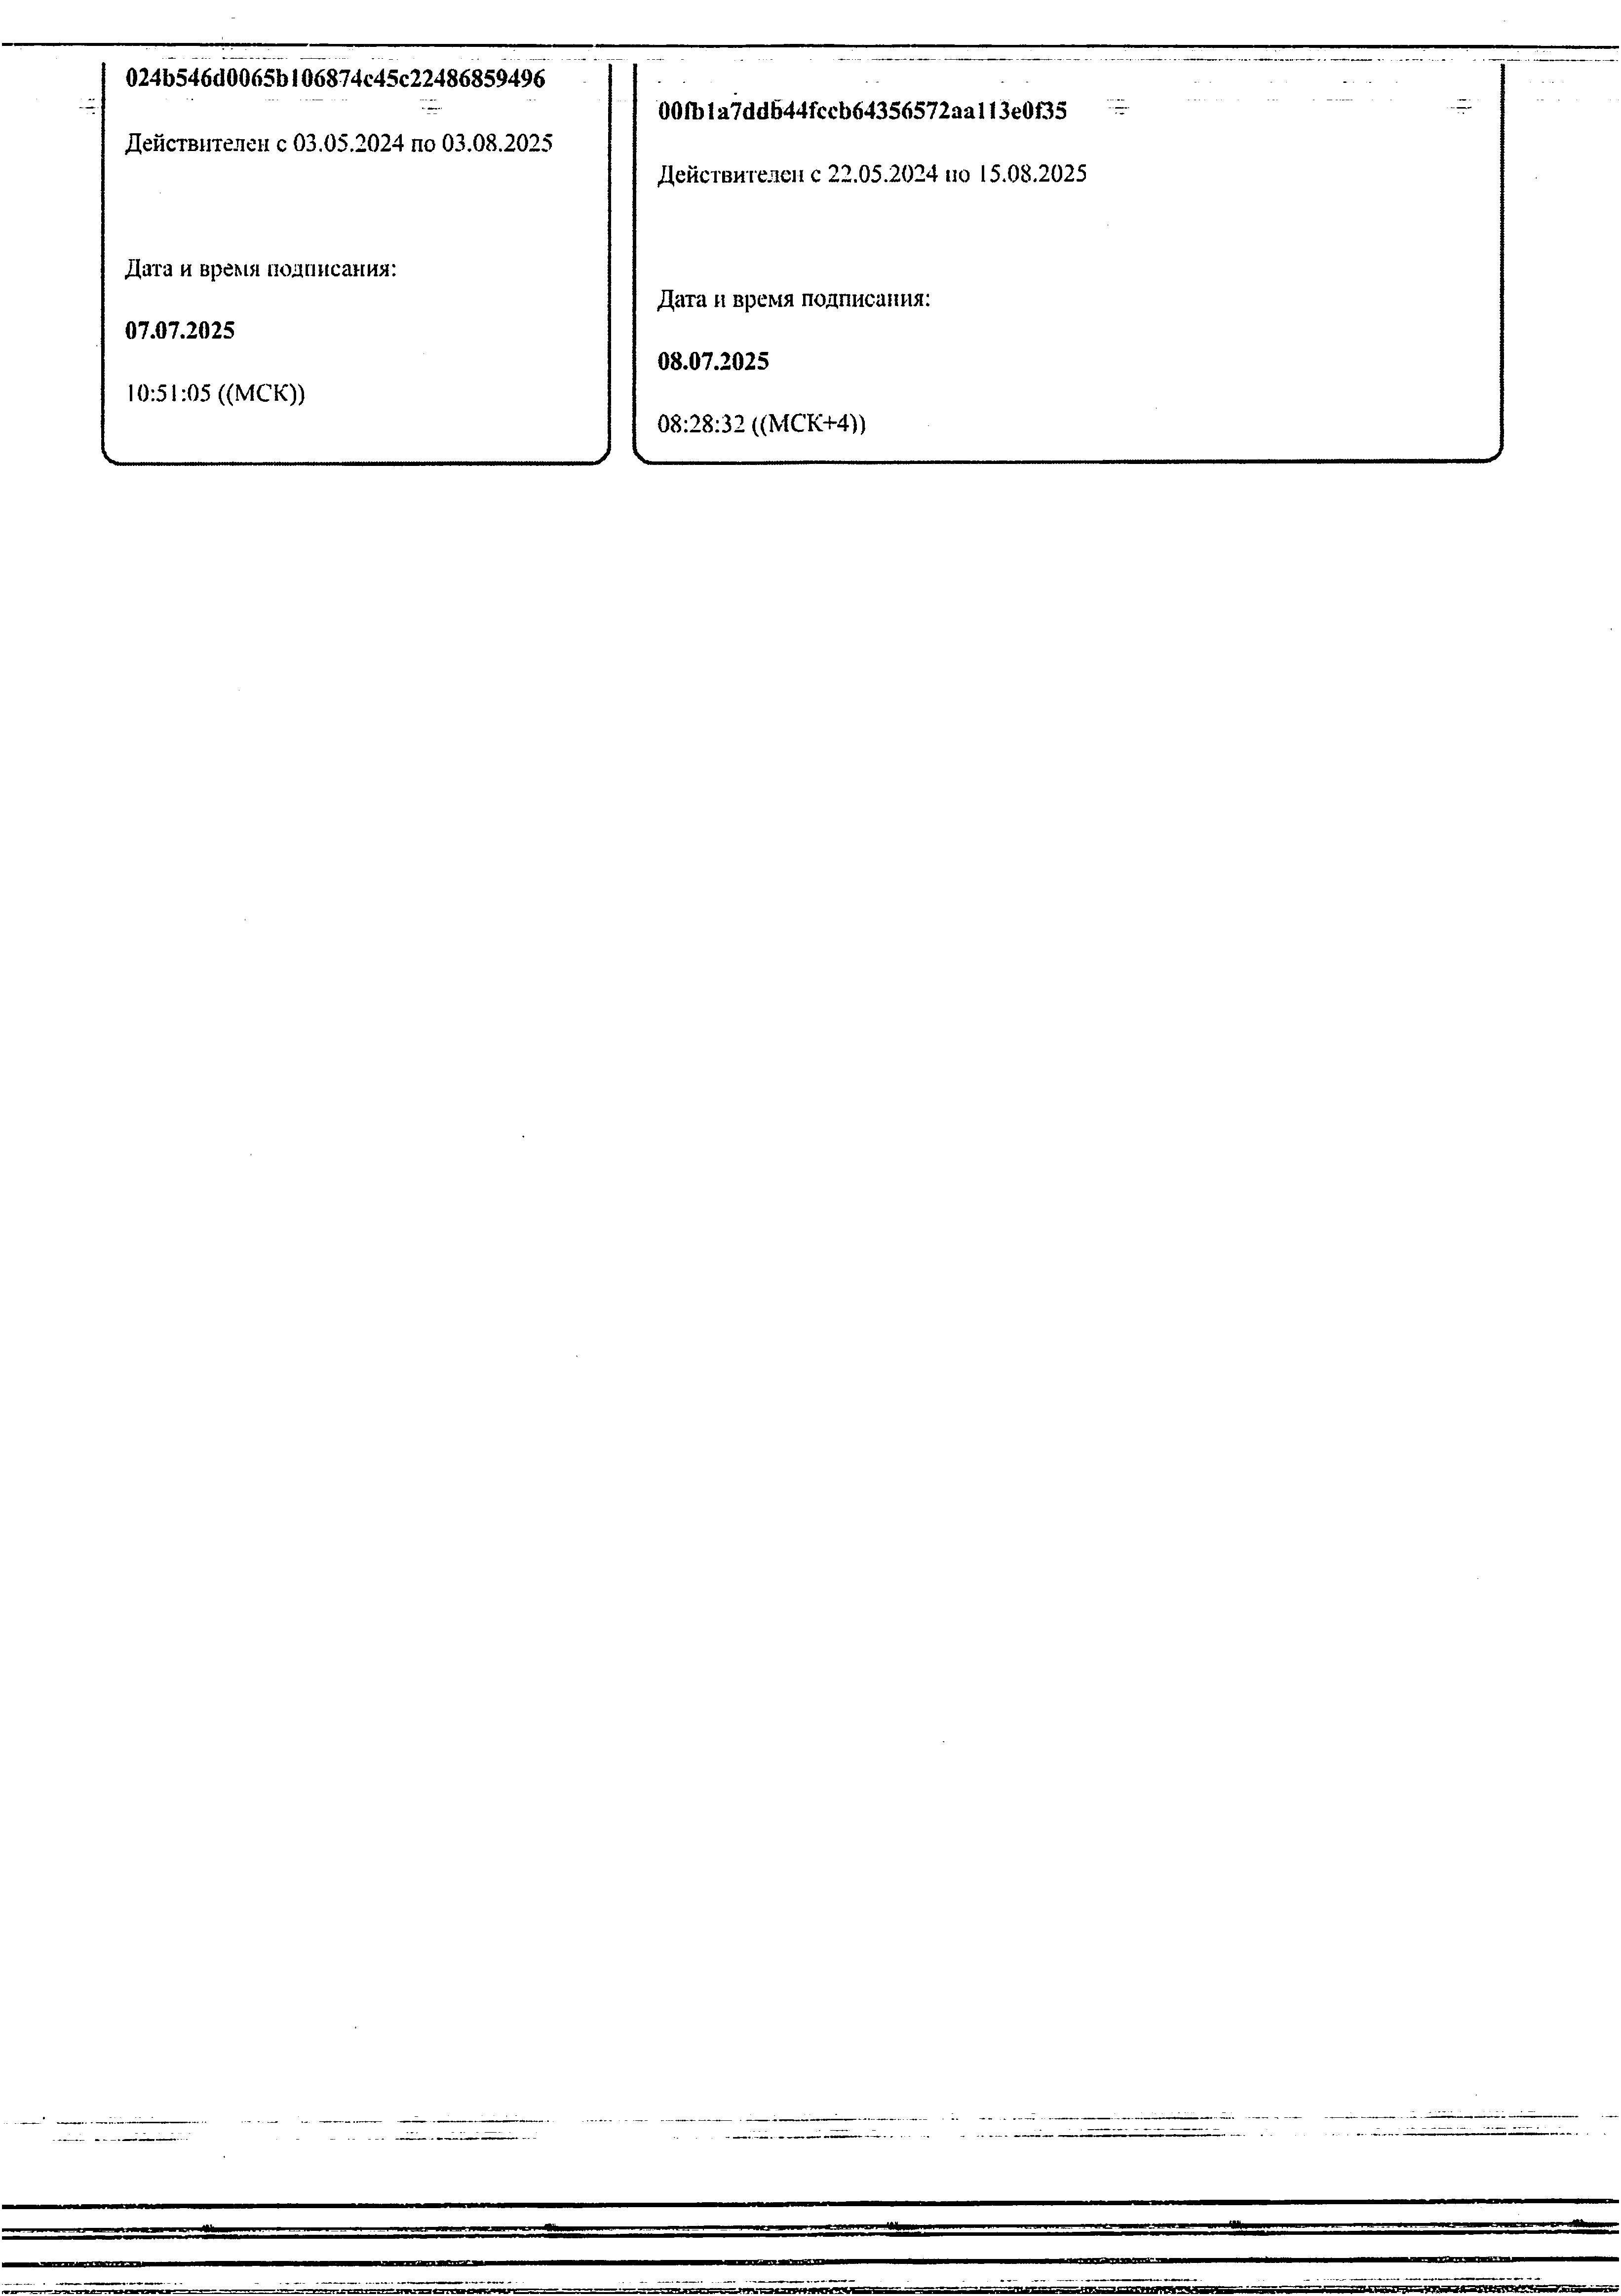 024b546d0065b106874c45c22486859496
Действителен с 03.05.2024 по 03.08.2025
Дата и время подписания:
07.07.2025
10:51:05 ((МСК))
00fb1a7ddb44fccb64356572aa113e0f35
Действителен с 22.05.2024 по 15.08.2025
Дата и время подписания:
08.07.2025
08:28:32 ((МСК+4))